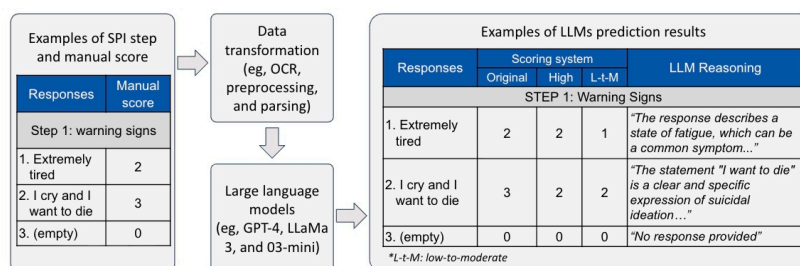 Examples of SPI step
and manual score
Responses
Manual
score
Step 1: warning signs
1. Extremely
tired
2
2. I cry and I
want to die
3
3. (empty)
0
Data
transformation
(eg, OCR,
preprocessing,
and parsing)
Large language
models
(eg, GPT-4, LLaMa
3, and 03-mini)
Examples of LLMs prediction results
Responses
Scoring system
LLM Reasoning
Original
High
L-t-M
STEP 1: Warning Signs
1. Extremely
tired
2
2
1
“The response describes a
state of fatigue, which can be
a common symptom...”
2. I cry and I
want to die
3
2
2
“The statement "I want to die"
is a clear and specific
expression of suicidal
ideation…”
3. (empty)
0
0
0
“No response provided”
*L-t-M: low-to-moderate